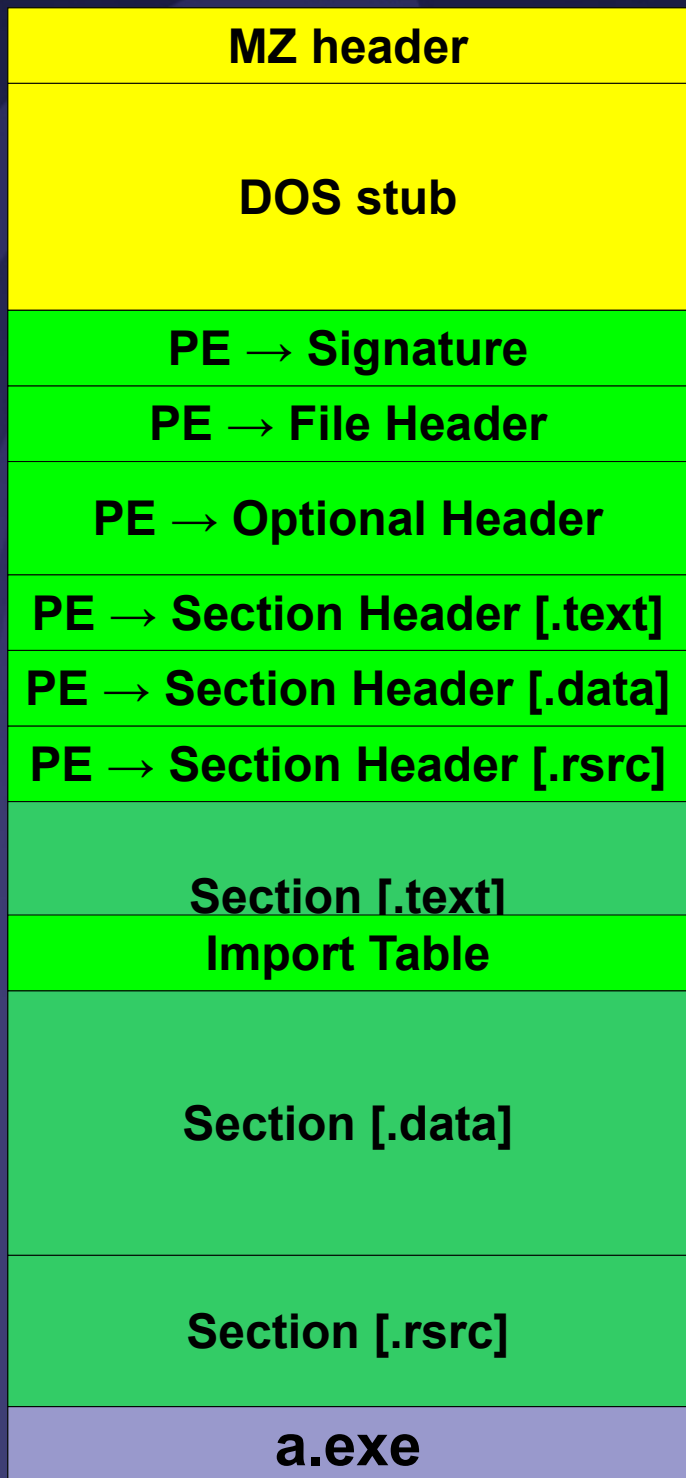 MZ header
DOS stub
PE → Signature
PE → File Header
PE → Optional Header
PE → Section Header [.text]
PE → Section Header [.data]
PE → Section Header [.rsrc]
Section [.text]
Import Table
Section [.data]
Section [.rsrc]
a.exe